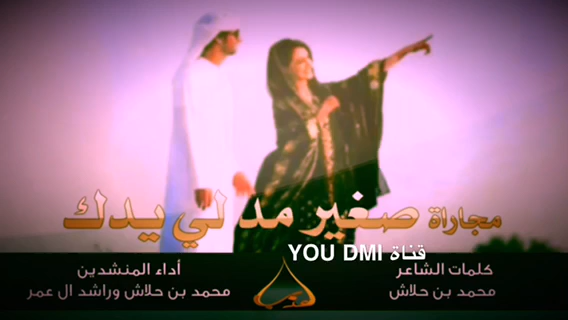 مجاراة صغير مد لي يدك
قناة YOU DMI
كلمات الشاعر
محمد بن حلاش
أداء المنشدين
محمد بن حلاش وراشد ال عمر